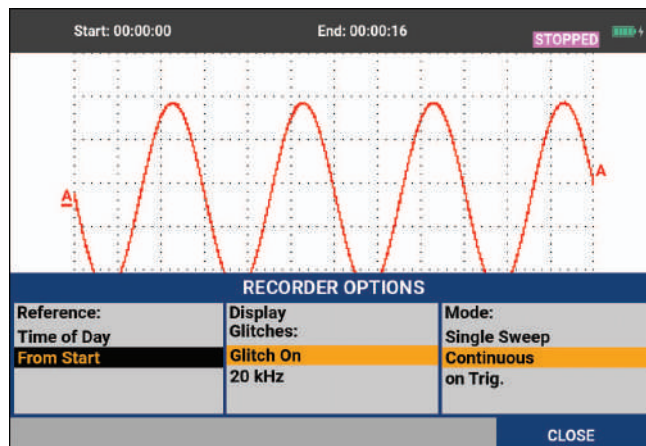 Start: 00:00:00 End: 00:00:16 STOPPED
A
A
RECORDER OPTIONS
Reference:
Time of Day
From Start
Display
Glitches:
Glitch On
20 kHz
Mode:
Single Sweep
Continuous
on Trig.
CLOSE